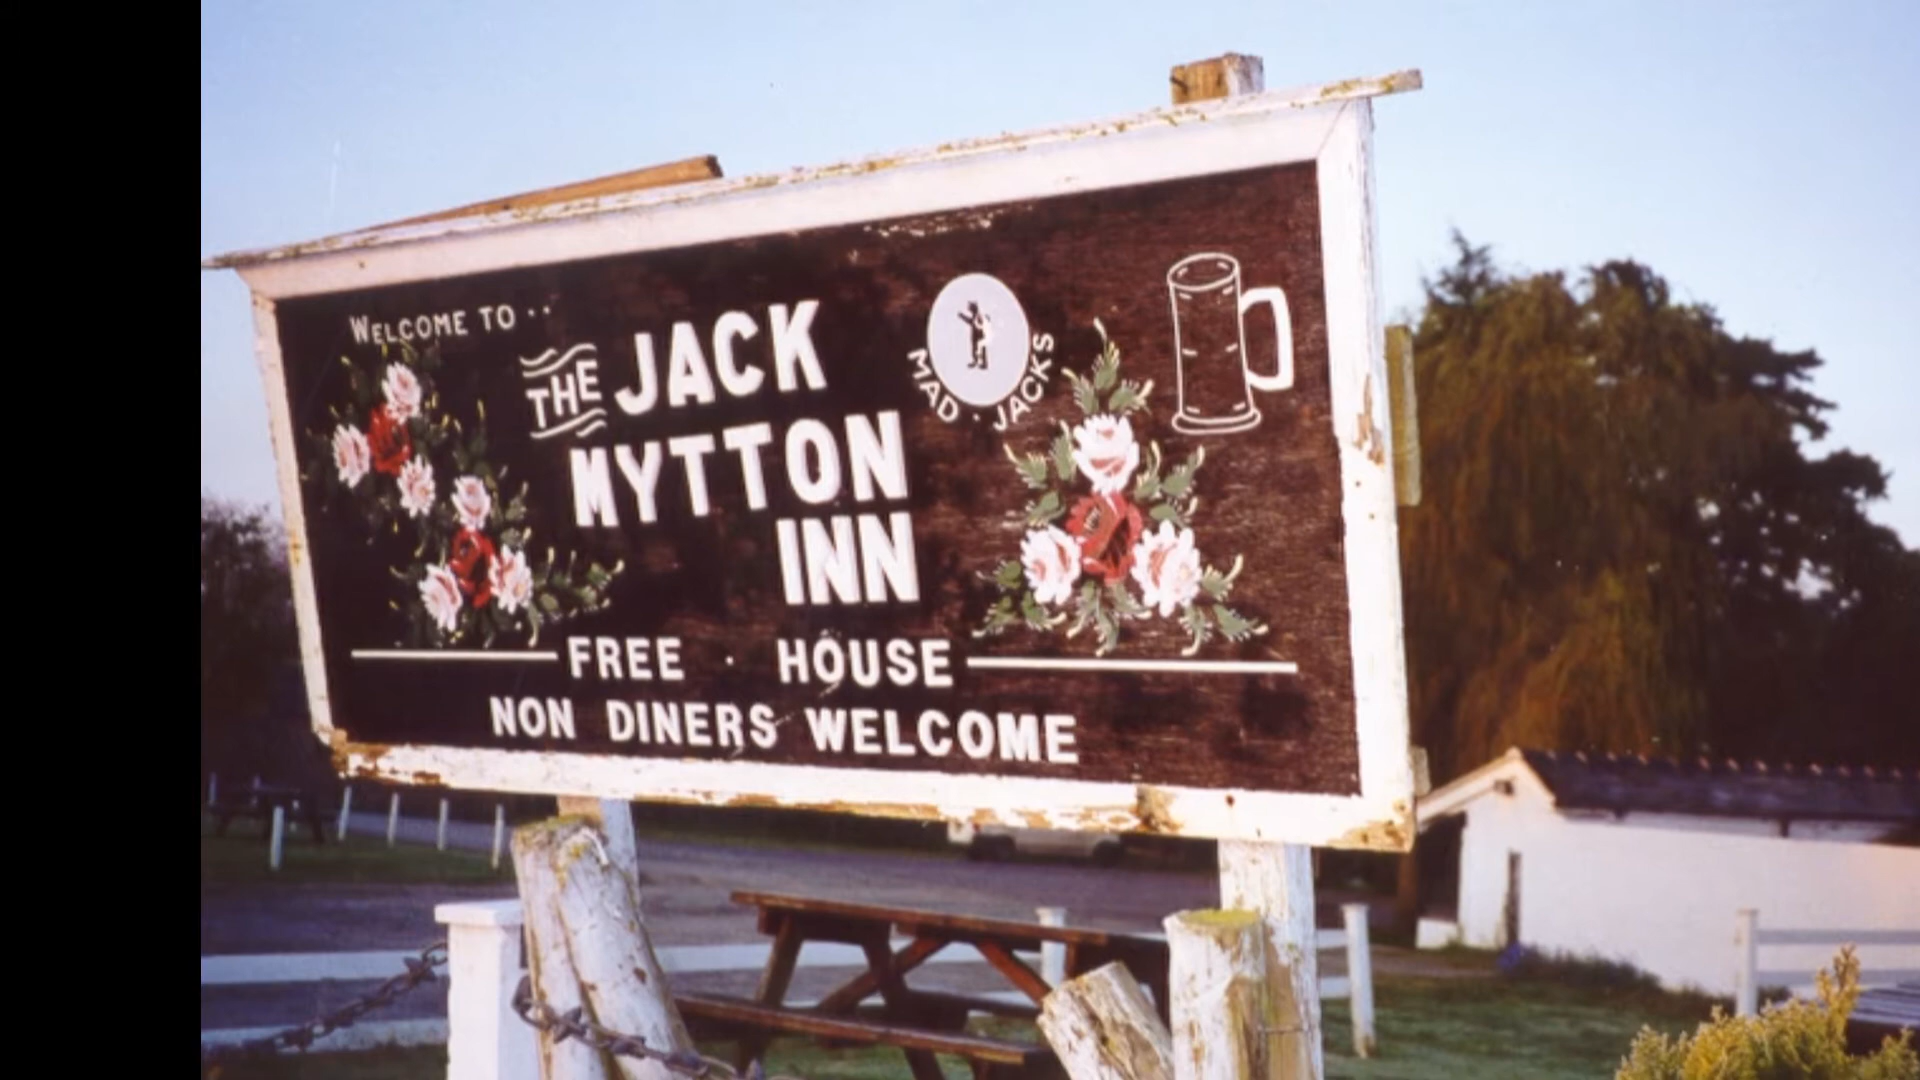 WELCOME TO ..
THE JACK
MYTTON
INN
MAD · JACKS
FREE · HOUSE
NON DINERS WELCOME